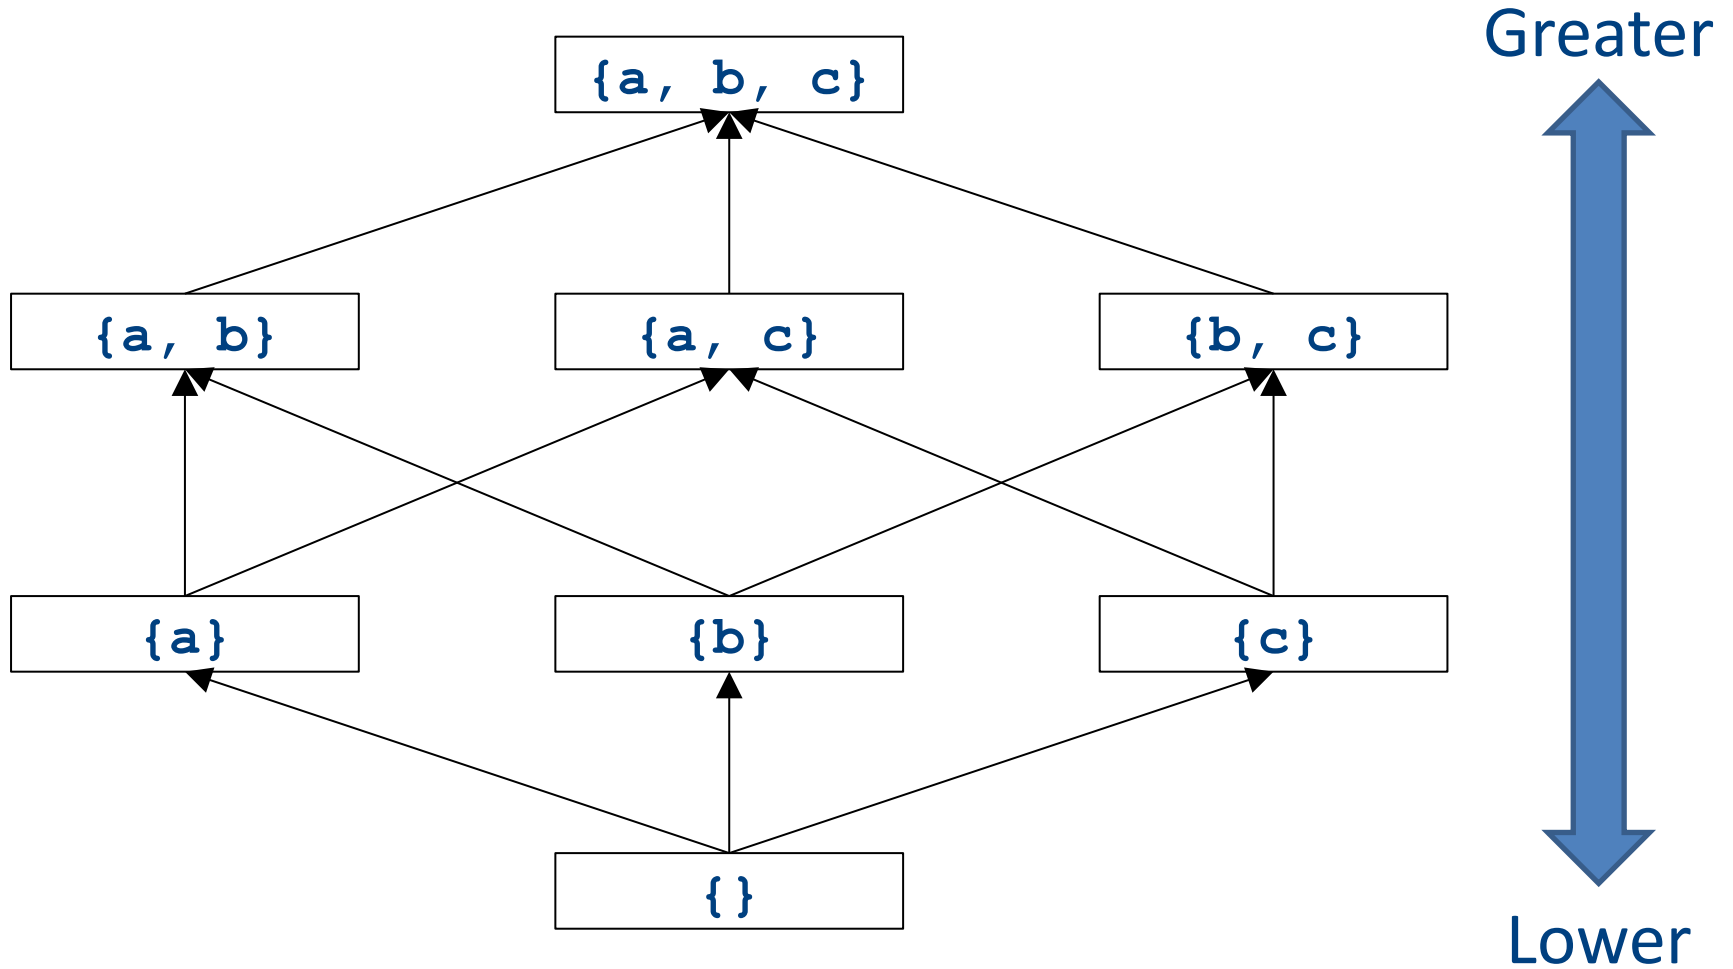 Greater
{a, b, c}
{a, b}
{a, c}
{b, c}
{a}
{b}
{c}
{}
Lower